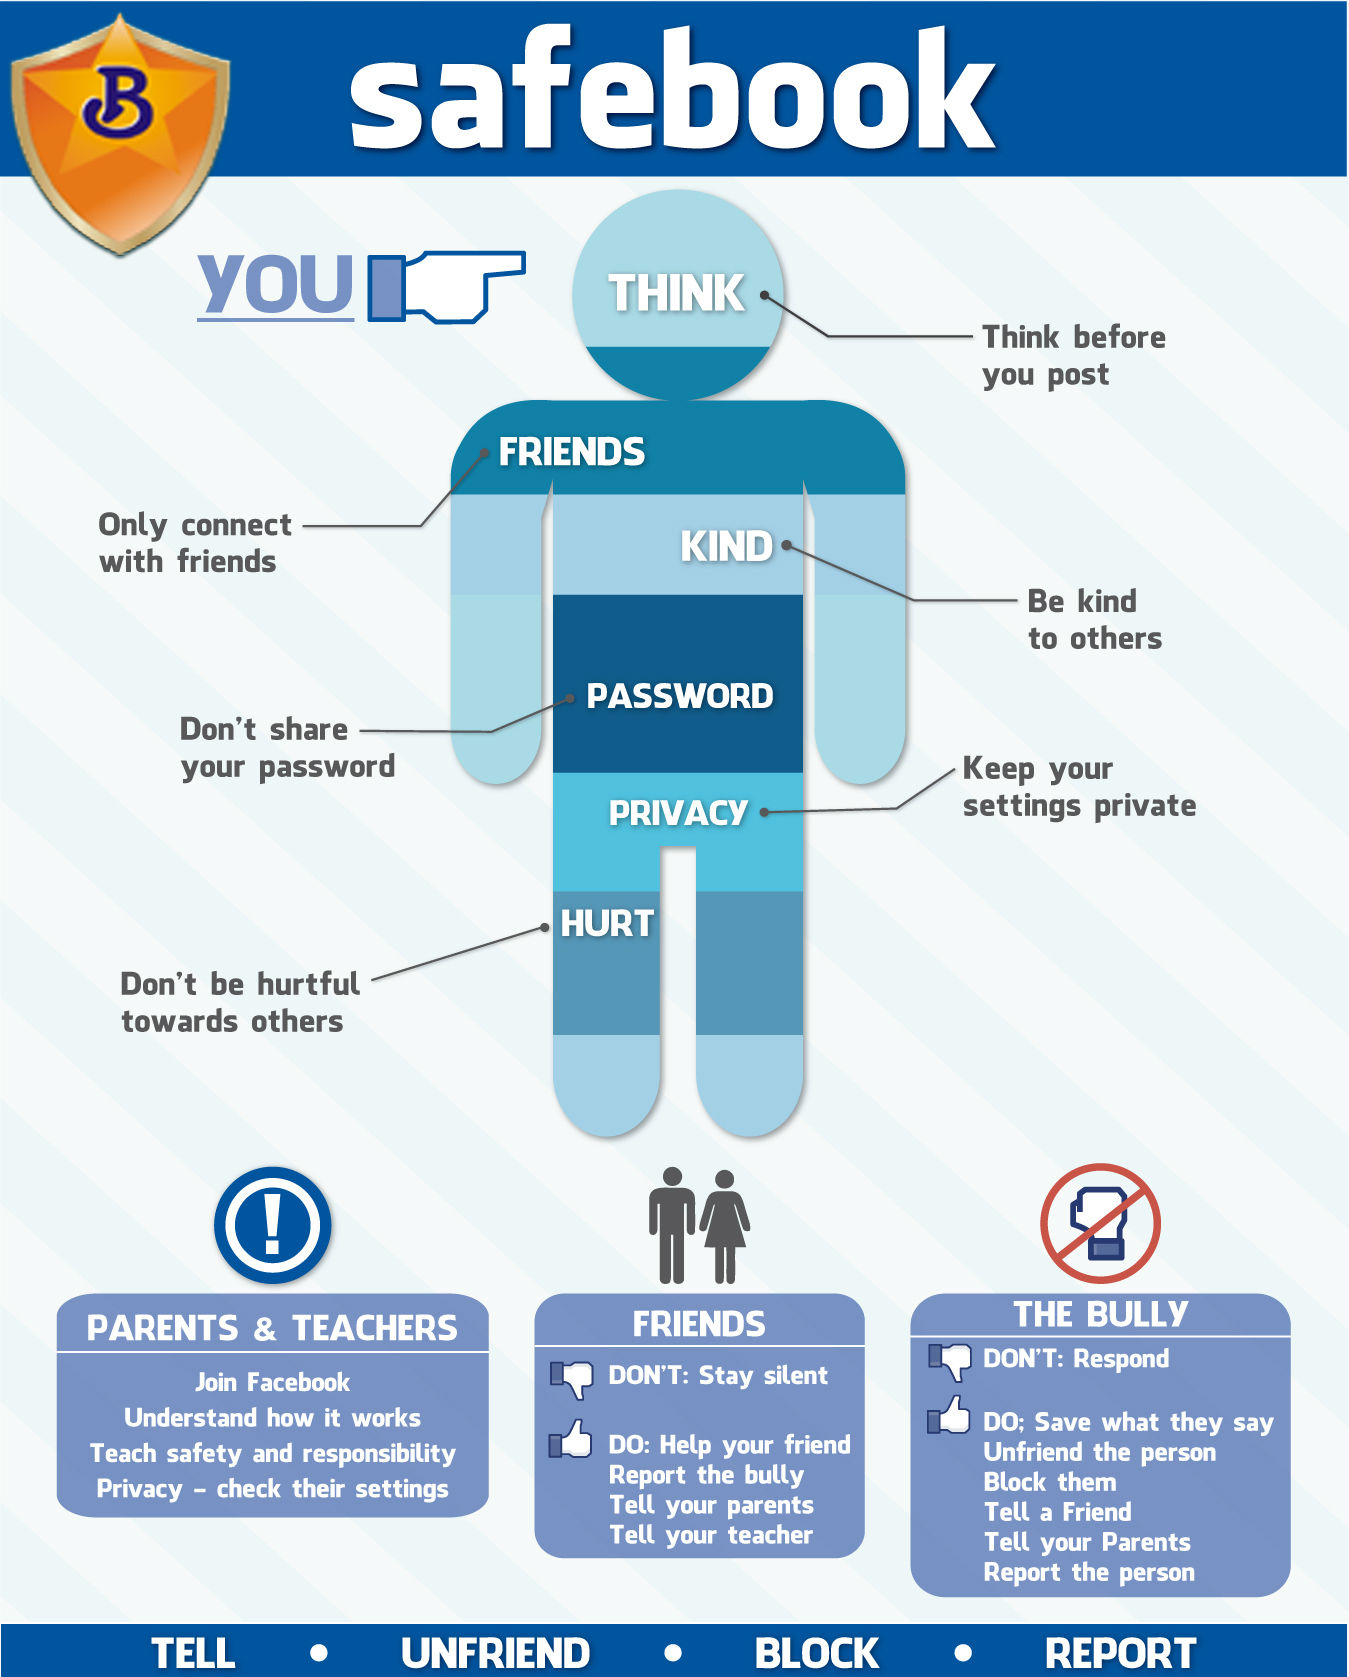 B
safebook
YOU
THINK
Think before
you post
FRIENDS
Only connect
with friends
KIND
Be kind
to others
PASSWORD
Don't share
your password
PRIVACY
Keep your
settings private
HURT
Don't be hurtful
towards others
!
PARENTS & TEACHERS
Join Facebook
Understand how it works
Teach safety and responsibility
Privacy – check their settings
FRIENDS
DON'T: Stay silent
DO: Help your friend
Report the bully
Tell your parents
Tell your teacher
THE BULLY
DON'T: Respond
DO; Save what they say
Unfriend the person
Block them
Tell a Friend
Tell your Parents
Report the person
TELL • UNFRIEND • BLOCK • REPORT